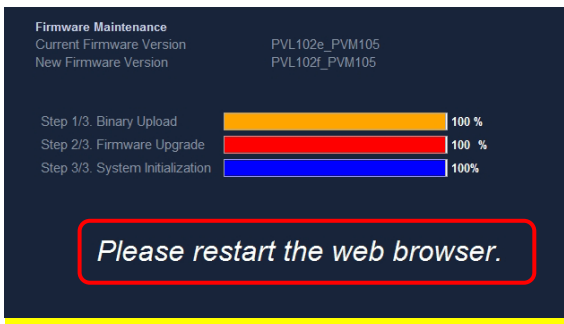 Firmware Maintenance
Current Firmware Version PVL102e_PVM105
New Firmware Version PVL102f_PVM105
Step 1/3. Binary Upload 100 %
Step 2/3. Firmware Upgrade 100 %
Step 3/3. System Initialization 100%
Please restart the web browser.